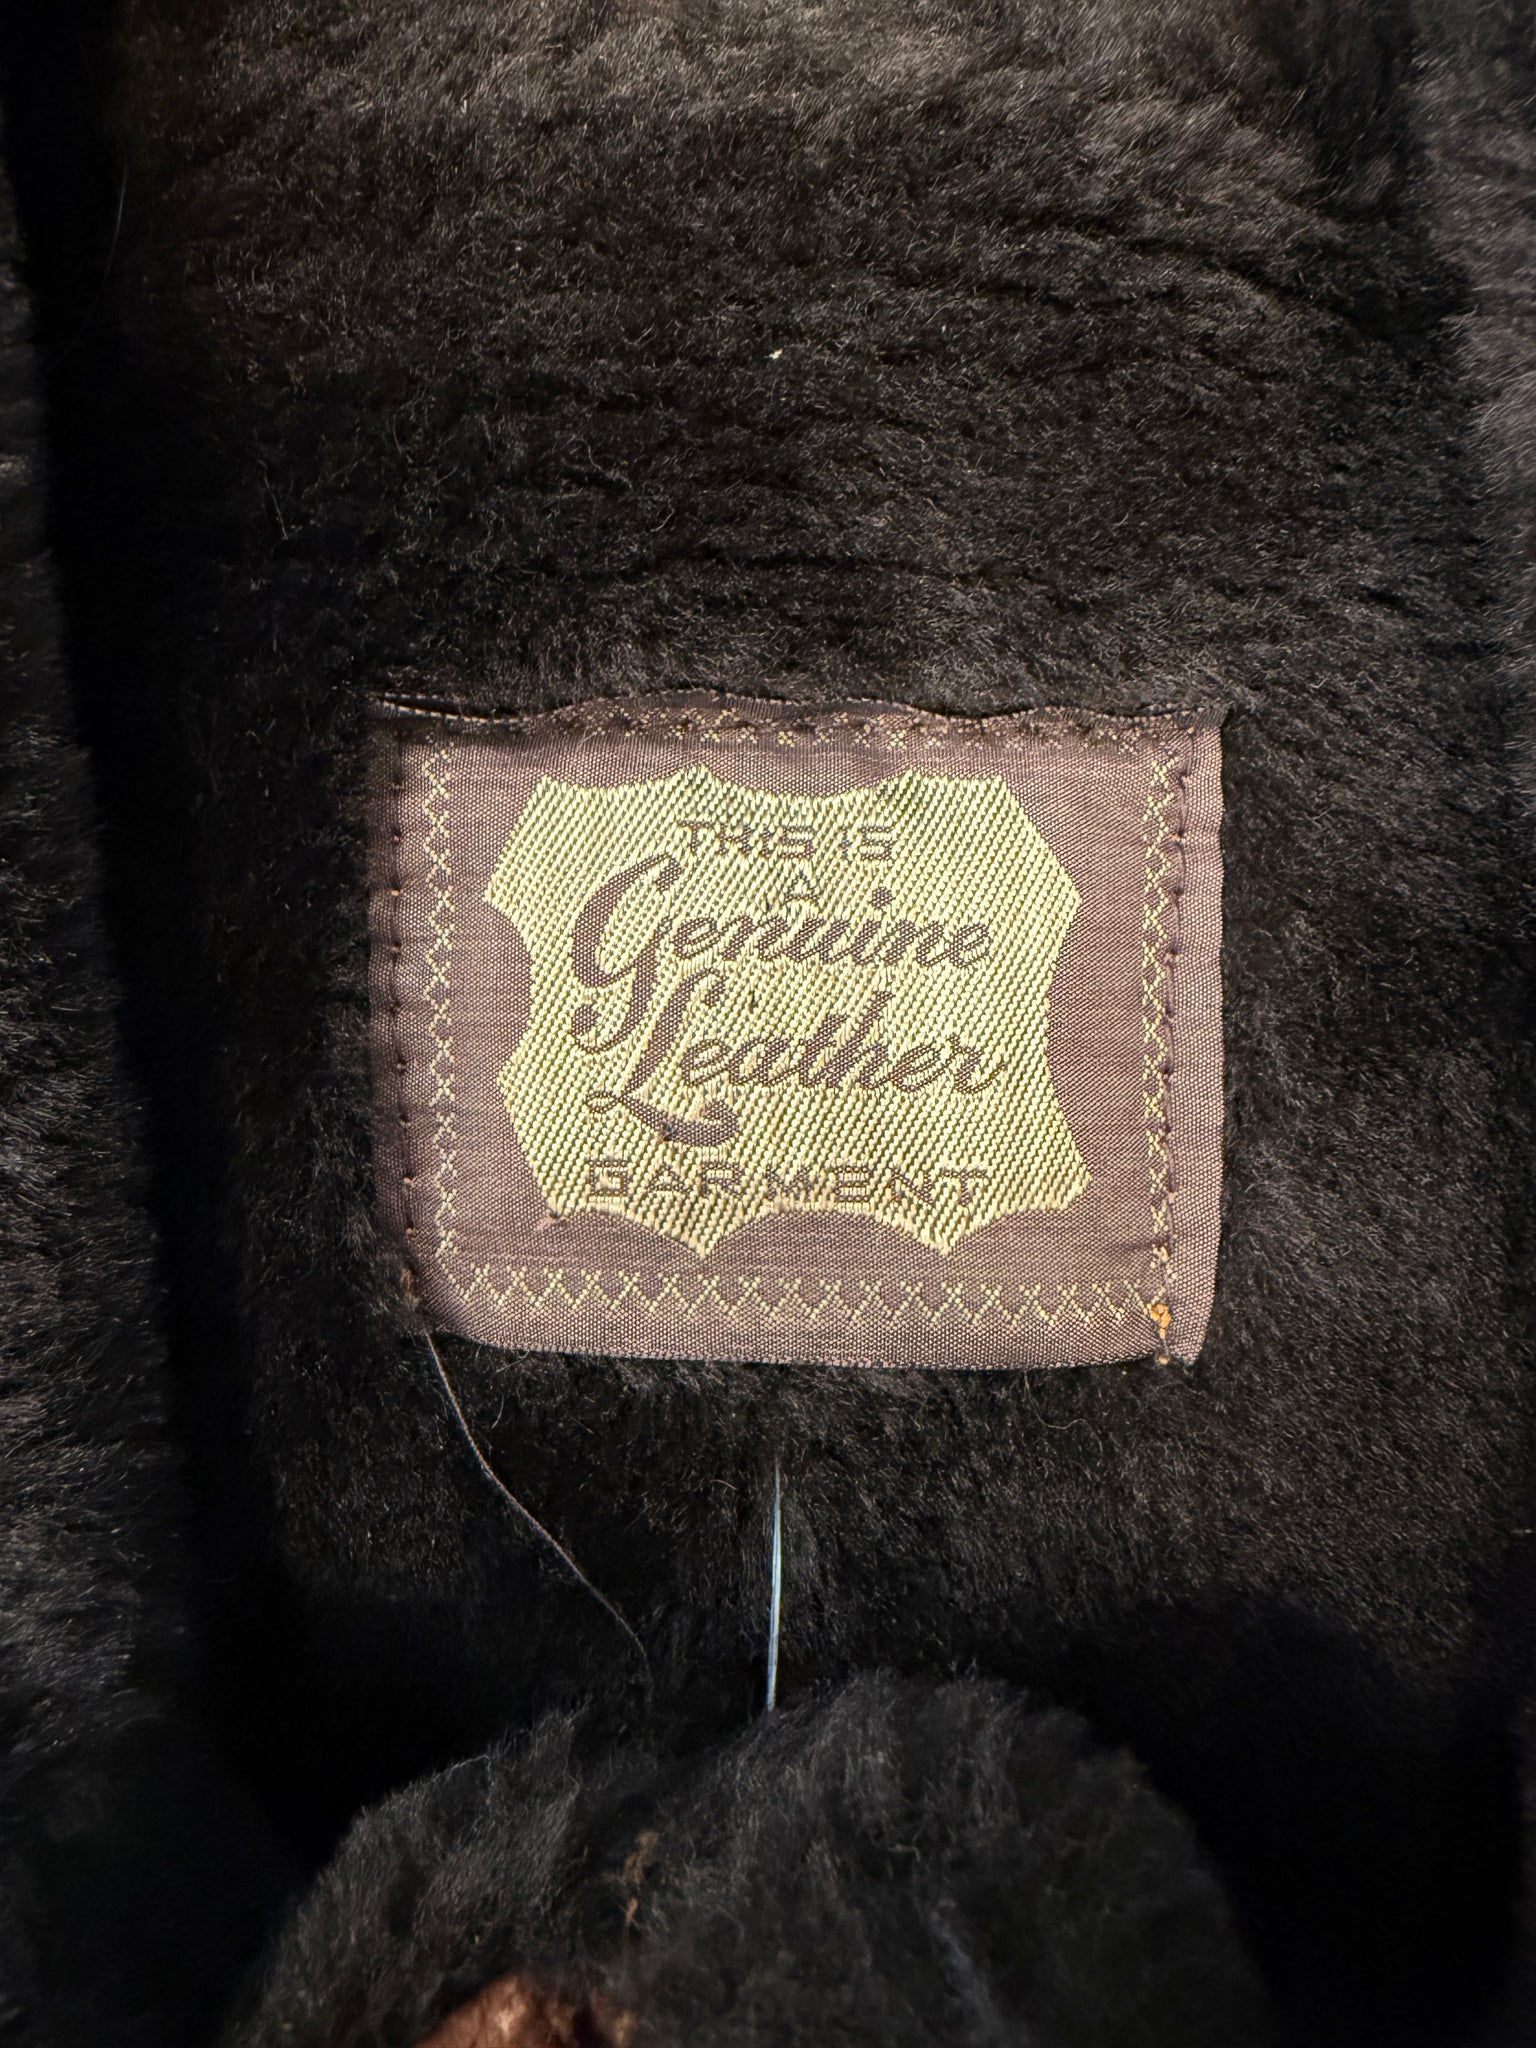 THIS IS
A
Genuine
Leather
GARMENT